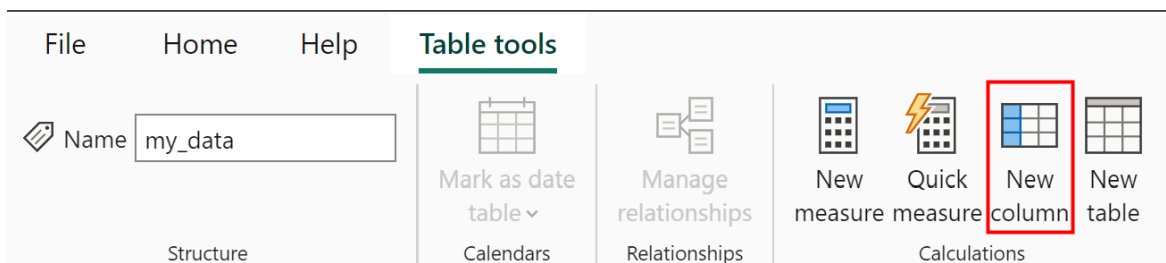 File Home Help Table tools
Name my_data
Mark as date
table
Manage
relationships
New
measure
Quick
measure
New
column
New
table
Structure Calendars Relationships Calculations